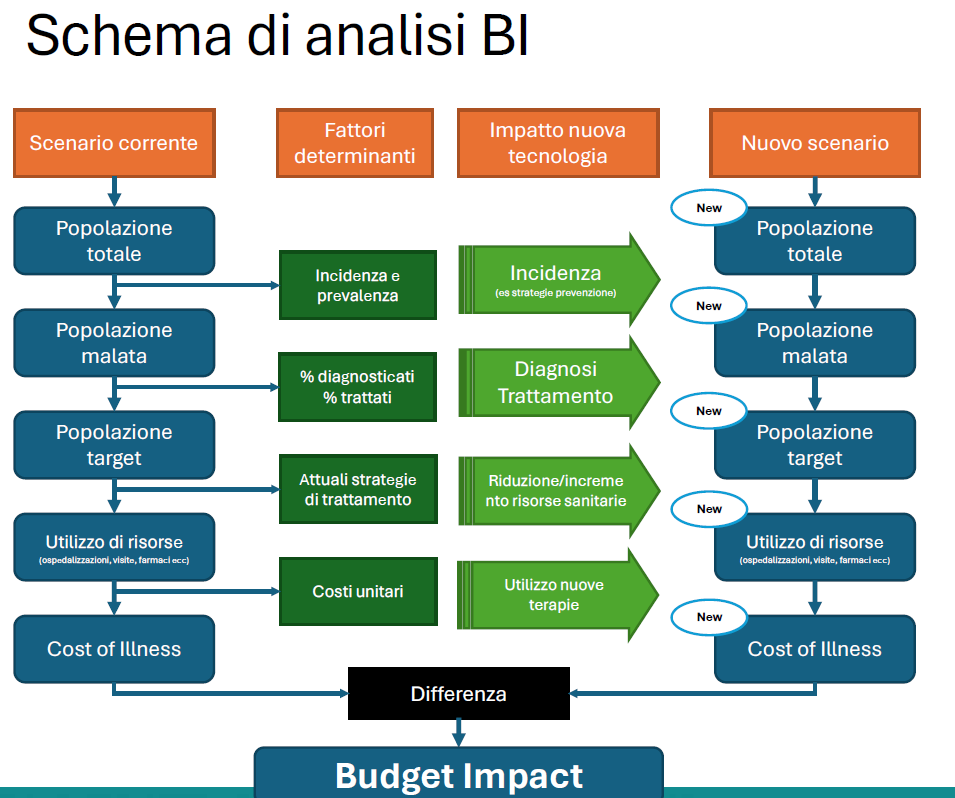 Schema di analisi BI
Scenario corrente
Fattori
determinanti
Impatto nuova
tecnologia
Nuovo scenario
Popolazione
totale
Incidenza e
prevalenza
Incidenza
(es strategie prevenzione)
New
Popolazione
totale
Popolazione
malata
% diagnosticati
% trattati
Diagnosi
Trattamento
New
Popolazione
malata
Popolazione
target
Attuali strategie
di trattamento
Riduzione/increme
nto risorse sanitarie
New
Popolazione
target
Utilizzo di risorse
(ospedalizzazioni, visite, farmaci ecc)
Costi unitari
Utilizzo nuove
terapie
New
Utilizzo di risorse
(ospedalizzazioni, visite, farmaci ecc)
Cost of Illness
New
Cost of Illness
Differenza
Budget Impact